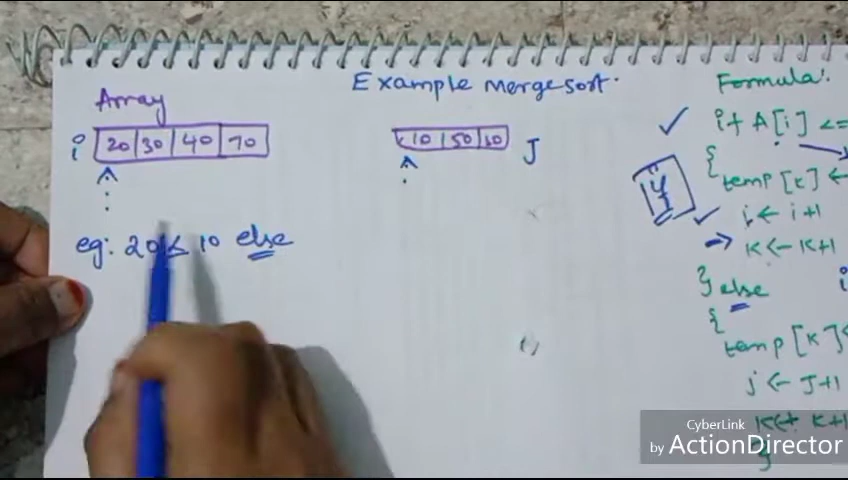 Example Mergesort.
Formula:
Array
i 20 30 40 70
10 50 J
if A[i] <=
{
temp [k] ←
i ← i+1
→ K ← K+1
eg: 20 ≤ 10 else
} else
{
temp [K] ←
j ← J+1
K ← K+1
}
CyberLink
by ActionDirector